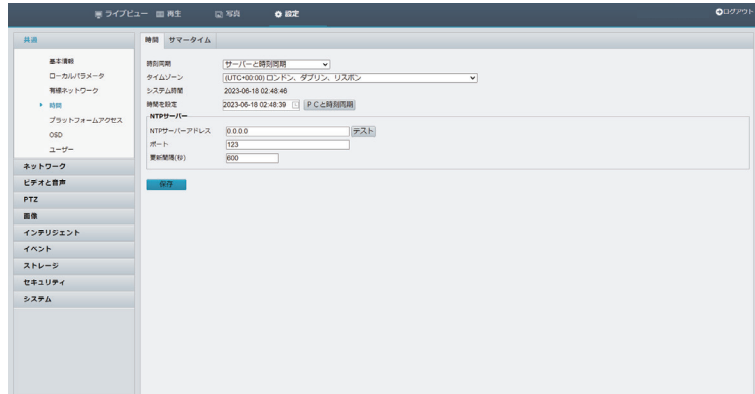 ライブビュー 再生 写真 設定 ログアウト
共通
基本情報
ローカルパラメータ
有線ネットワーク
時間
プラットフォームアクセス
OSD
ユーザー
ネットワーク
ビデオと音声
PTZ
画像
インテリジェント
イベント
ストレージ
セキュリティ
システム
時間 サマータイム
時刻同期 サーバーと時刻同期
タイムゾーン (UTC+00:00) ロンドン、ダブリン、リスボン
システム時間 2023-06-18 02:48:46
時間を設定 2023-06-18 02:48:39 ＰＣと時刻同期
NTPサーバー
NTPサーバーアドレス 0.0.0.0 テスト
ポート 123
更新間隔(秒) 600
保存